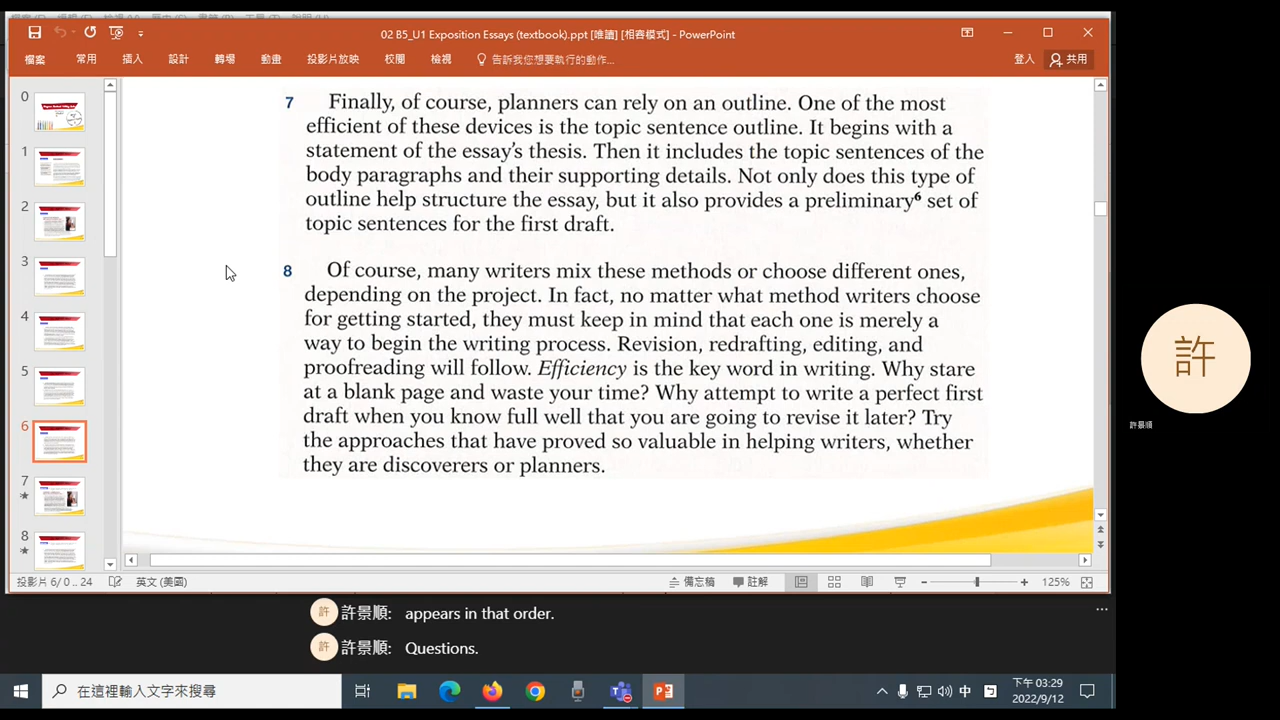 02 B5_U1 Exposition Essays (textbook).ppt [唯讀] [相容模式] - PowerPoint
檔案 常用 插入 設計 轉場 動畫 投影片放映 校閱 檢視 告訴我您想要執行的動作... 登入 共用
0
1
2
3
4
5
6
7
8
7 Finally, of course, planners can rely on an outline. One of the most
efficient of these devices is the topic sentence outline. It begins with a
statement of the essay's thesis. Then it includes the topic sentences of the
body paragraphs and their supporting details. Not only does this type of
outline help structure the essay, but it also provides a preliminary⁶ set of
topic sentences for the first draft.
8 Of course, many writers mix these methods or choose different ones,
depending on the project. In fact, no matter what method writers choose
for getting started, they must keep in mind that each one is merely a
way to begin the writing process. Revision, redrafting, editing, and
proofreading will follow. Efficiency is the key word in writing. Why stare
at a blank page and waste your time? Why attempt to write a perfect first
draft when you know full well that you are going to revise it later? Try
the approaches that have proved so valuable in helping writers, whether
they are discoverers or planners.
許
許景順
投影片 6/ 0 .. 24 英文 (美國) 備忘稿 註解 125%
許 許景順: appears in that order.
許 許景順: Questions.
在這裡輸入文字來搜尋
中
下午 03:29
2022/9/12